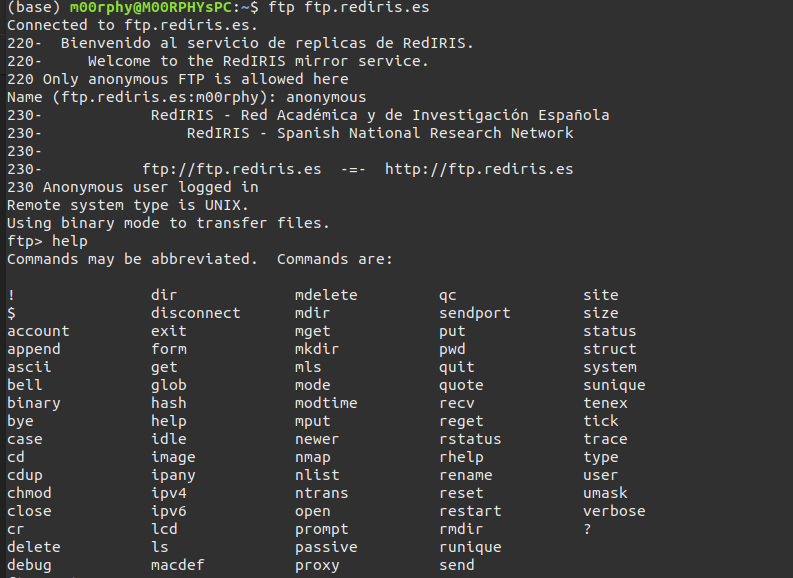 (base) m00rphy@M00RPHYsPC:~$ ftp ftp.rediris.es
Connected to ftp.rediris.es.
220-  Bienvenido al servicio de replicas de RedIRIS.
220-     Welcome to the RedIRIS mirror service.
220 Only anonymous FTP is allowed here
Name (ftp.rediris.es:m00rphy): anonymous
230-            RedIRIS - Red Académica y de Investigación Española
230-                RedIRIS - Spanish National Research Network
230-
230-           ftp://ftp.rediris.es  -=-  http://ftp.rediris.es
230 Anonymous user logged in
Remote system type is UNIX.
Using binary mode to transfer files.
ftp> help
Commands may be abbreviated.  Commands are:

!               dir             mdelete         qc              site
$               disconnect      mdir            sendport        size
account         exit            mget            put             status
append          form            mkdir           pwd             struct
ascii           get             mls             quit            system
bell            glob            mode            quote           sunique
binary          hash            modtime         recv            tenex
bye             help            mput            reget           tick
case            idle            newer           rstatus         trace
cd              image           nmap            rhelp           type
cdup            ipany           nlist           rename          user
chmod           ipv4            ntrans          reset           umask
close           ipv6            open            restart         verbose
cr              lcd             prompt          rmdir           ?
delete          ls              passive         runique
debug           macdef          proxy           send